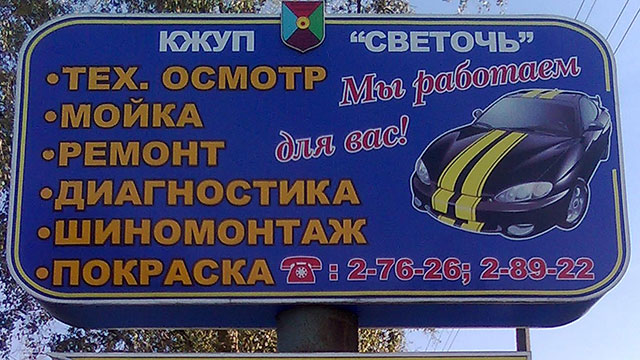 КЖУП "СВЕТОЧЬ"
•ТЕХ. ОСМОТР
•МОЙКА
•РЕМОНТ
•ДИАГНОСТИКА
•ШИНОМОНТАЖ
•ПОКРАСКА ☎: 2-76-26; 2-89-22
Мы работаем
для вас!